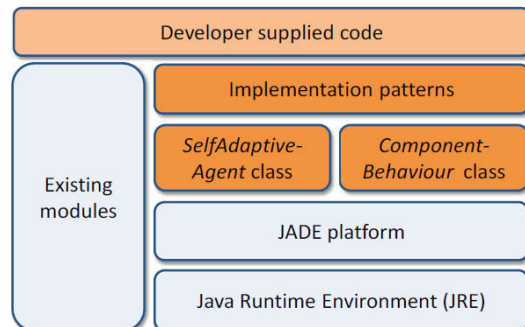 Developer supplied code
Existing
modules
Implementation patterns
SelfAdaptive-
Agent class
Component-
Behaviour class
JADE platform
Java Runtime Environment (JRE)